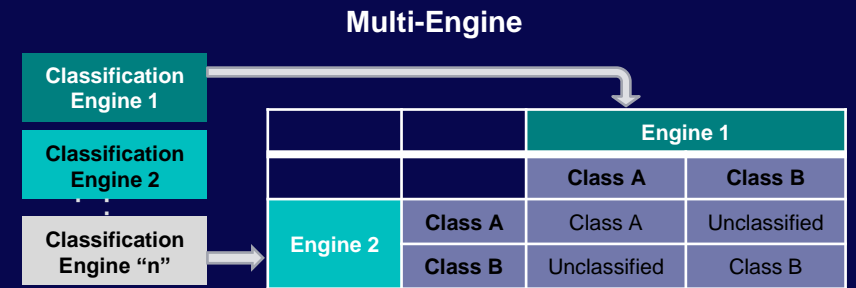 Multi-Engine
Classification
Engine 1
Classification
Engine 2
Classification
Engine “n”
Engine 1
Class A Class B
Engine 2 Class A Class A Unclassified
Class B Unclassified Class B